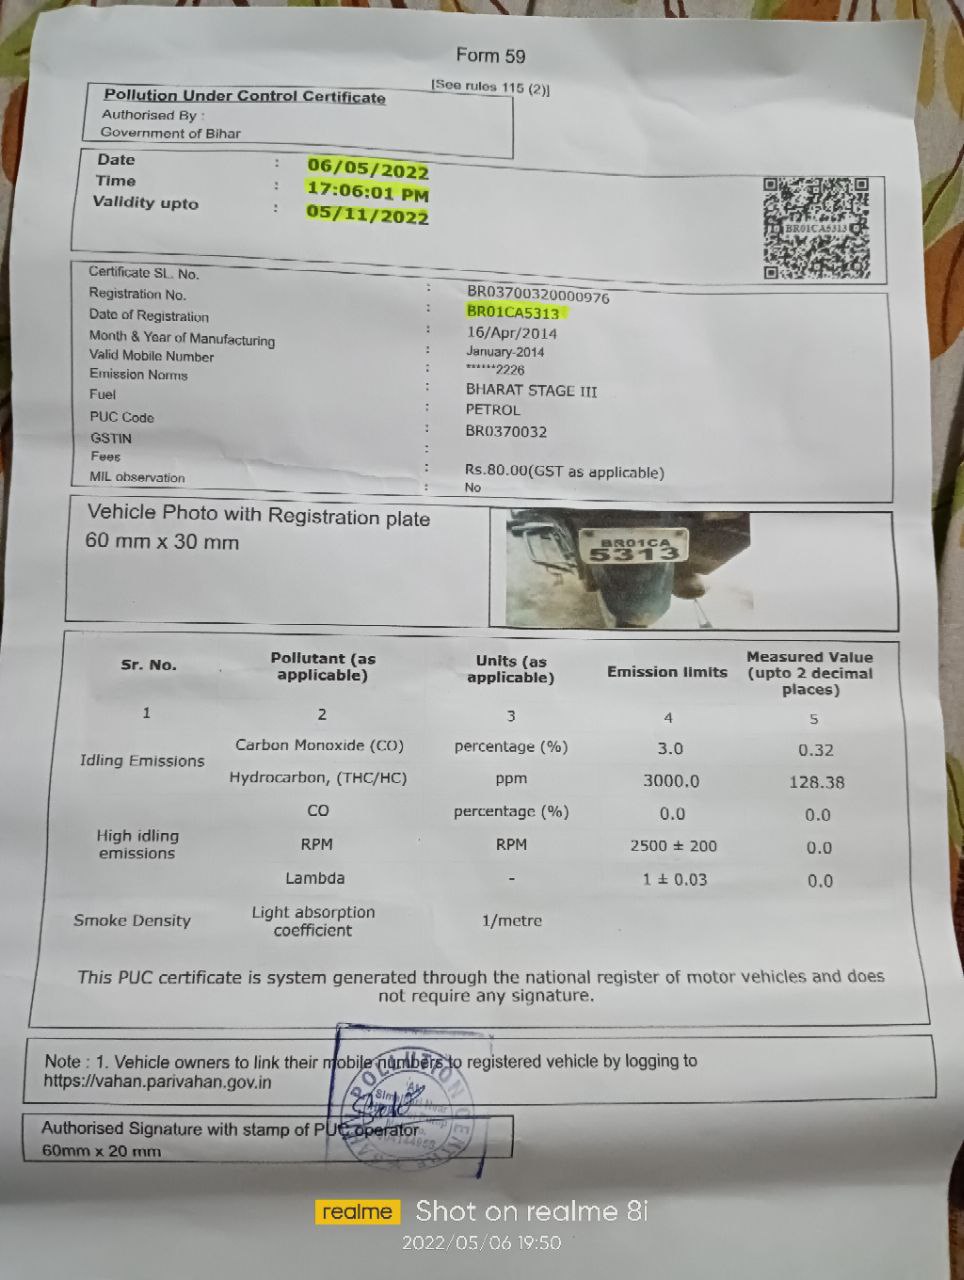 Form 59
[See rules 115 (2)]
Pollution Under Control Certificate
Authorised By :
Government of Bihar
Date : 06/05/2022
Time : 17:06:01 PM
Validity upto : 05/11/2022
BR01CA5313
Certificate SL. No. : BR03700320000976
Registration No. : BR01CA5313
Date of Registration : 16/Apr/2014
Month & Year of Manufacturing : January-2014
Valid Mobile Number : ******2226
Emission Norms : BHARAT STAGE III
Fuel : PETROL
PUC Code : BR0370032
GSTIN :
Fees : Rs.80.00(GST as applicable)
MIL observation : No
Vehicle Photo with Registration plate
60 mm x 30 mm
BR01CA
5313
Sr. No. Pollutant (as applicable) Units (as applicable) Emission limits Measured Value (upto 2 decimal places)
1 2 3 4 5
Idling Emissions Carbon Monoxide (CO) percentage (%) 3.0 0.32
Hydrocarbon, (THC/HC) ppm 3000.0 128.38
High idling emissions CO percentage (%) 0.0 0.0
RPM RPM 2500 ± 200 0.0
Lambda - 1 ± 0.03 0.0
Smoke Density Light absorption coefficient 1/metre
This PUC certificate is system generated through the national register of motor vehicles and does
not require any signature.
Note : 1. Vehicle owners to link their mobile numbers to registered vehicle by logging to
https://vahan.parivahan.gov.in
POLLUTION CENTRE
Authorised Signature with stamp of PUC operator
60mm x 20 mm
realme Shot on realme 8i
2022/05/06 19:50